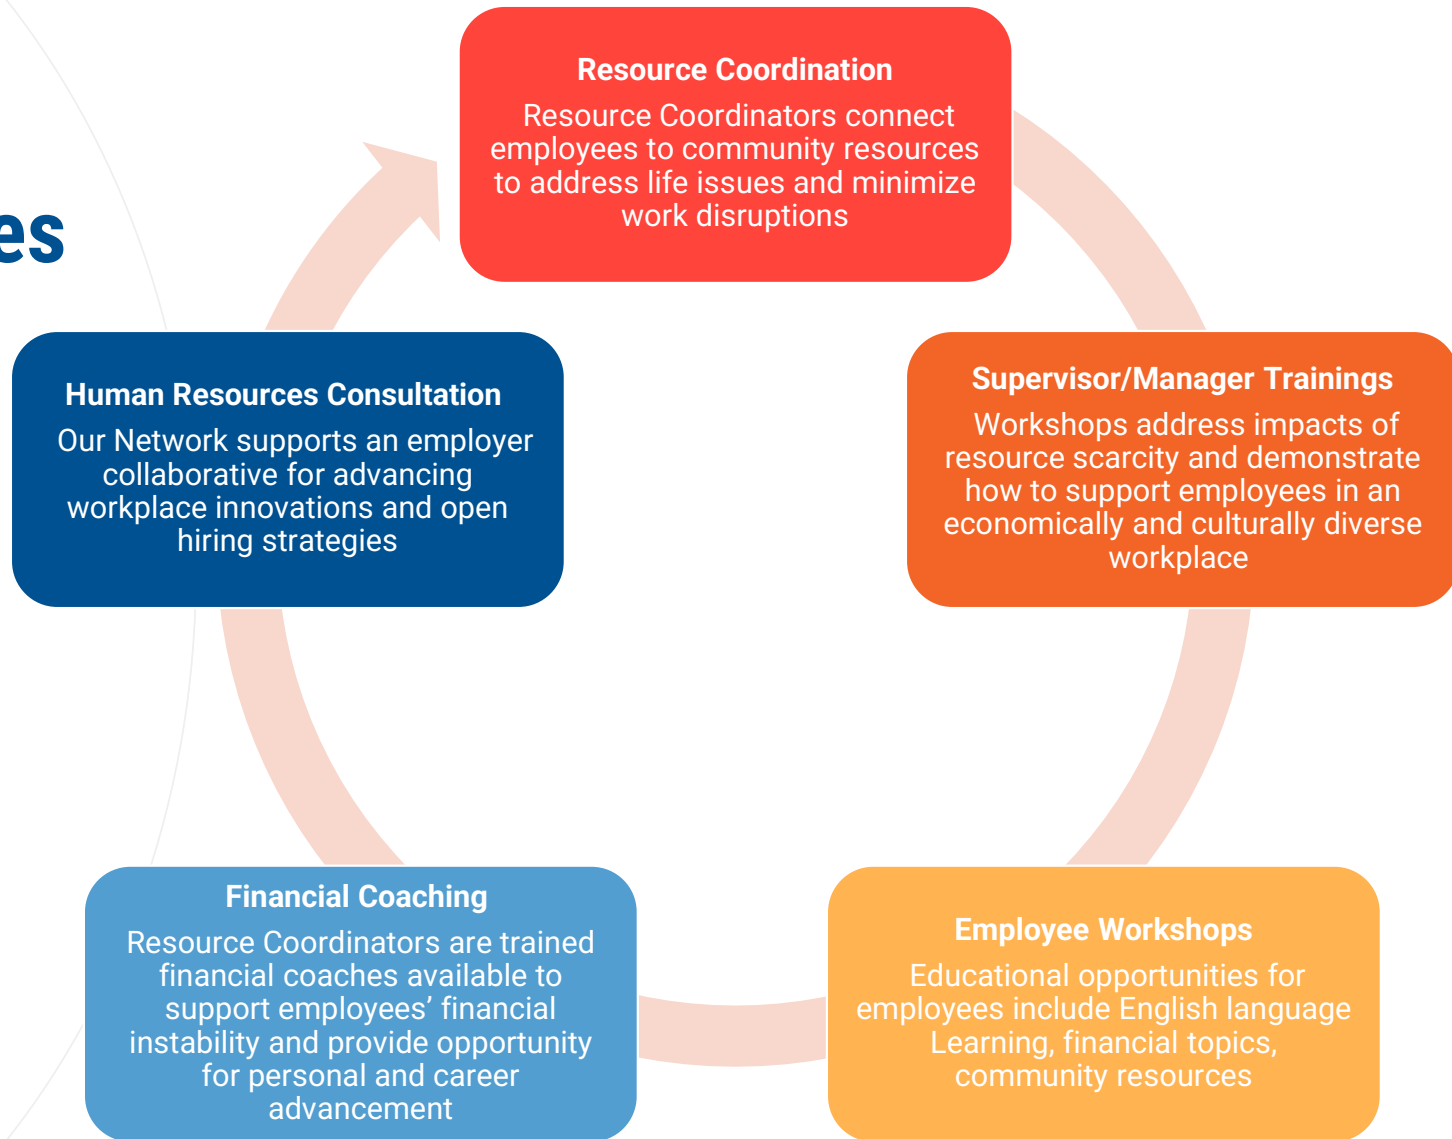 Resource Coordination
Resource Coordinators connect
employees to community resources
to address life issues and minimize
work disruptions
es
Human Resources Consultation
Our Network supports an employer
collaborative for advancing
workplace innovations and open
hiring strategies
Supervisor/Manager Trainings
Workshops address impacts of
resource scarcity and demonstrate
how to support employees in an
economically and culturally diverse
workplace
Financial Coaching
Resource Coordinators are trained
financial coaches available to
support employees’ financial
instability and provide opportunity
for personal and career
advancement
Employee Workshops
Educational opportunities for
employees include English language
Learning, financial topics,
community resources